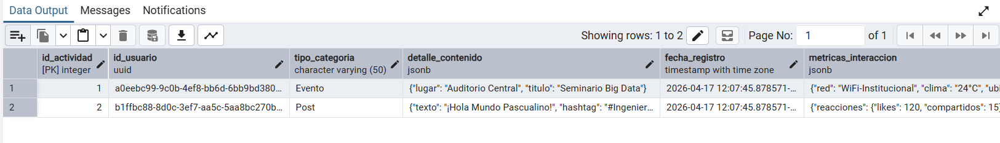 Data Output Messages Notifications
Showing rows: 1 to 2 Page No: 1 of 1
id_actividad id_usuario tipo_categoria detalle_contenido fecha_registro metricas_interaccion
[PK] integer uuid character varying (50) jsonb timestamp with time zone jsonb
1 1 a0eebc99-9c0b-4ef8-bb6d-6bb9bd380... Evento {"lugar": "Auditorio Central", "titulo": "Seminario Big Data"} 2026-04-17 12:07:45.878571-... {"red": "WiFi-Institucional", "clima": "24°C", "ubi
2 2 b1ffbc88-8d0c-3ef7-aa5c-5aa8bc270b... Post {"texto": "¡Hola Mundo Pascualino!", "hashtag": "#Ingenier... 2026-04-17 12:07:45.878571-... {"reacciones": {"likes": 120, "compartidos": 15}